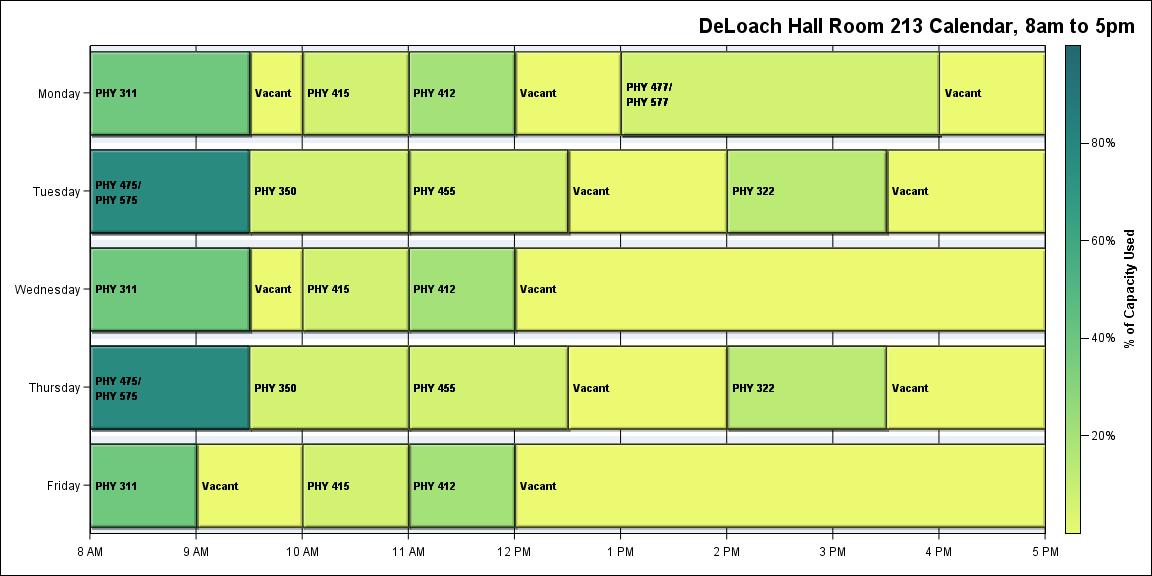 DeLoach Hall Room 213 Calendar, 8am to 5pm
Monday
PHY 311
Vacant
PHY 415
PHY 412
Vacant
PHY 477/
PHY 577
Vacant
Tuesday
PHY 475/
PHY 575
PHY 350
PHY 455
Vacant
PHY 322
Vacant
Wednesday
PHY 311
Vacant
PHY 415
PHY 412
Vacant
Thursday
PHY 475/
PHY 575
PHY 350
PHY 455
Vacant
PHY 322
Vacant
Friday
PHY 311
Vacant
PHY 415
PHY 412
Vacant
8 AM
9 AM
10 AM
11 AM
12 PM
1 PM
2 PM
3 PM
4 PM
5 PM
80%
60%
40%
20%
% of Capacity Used